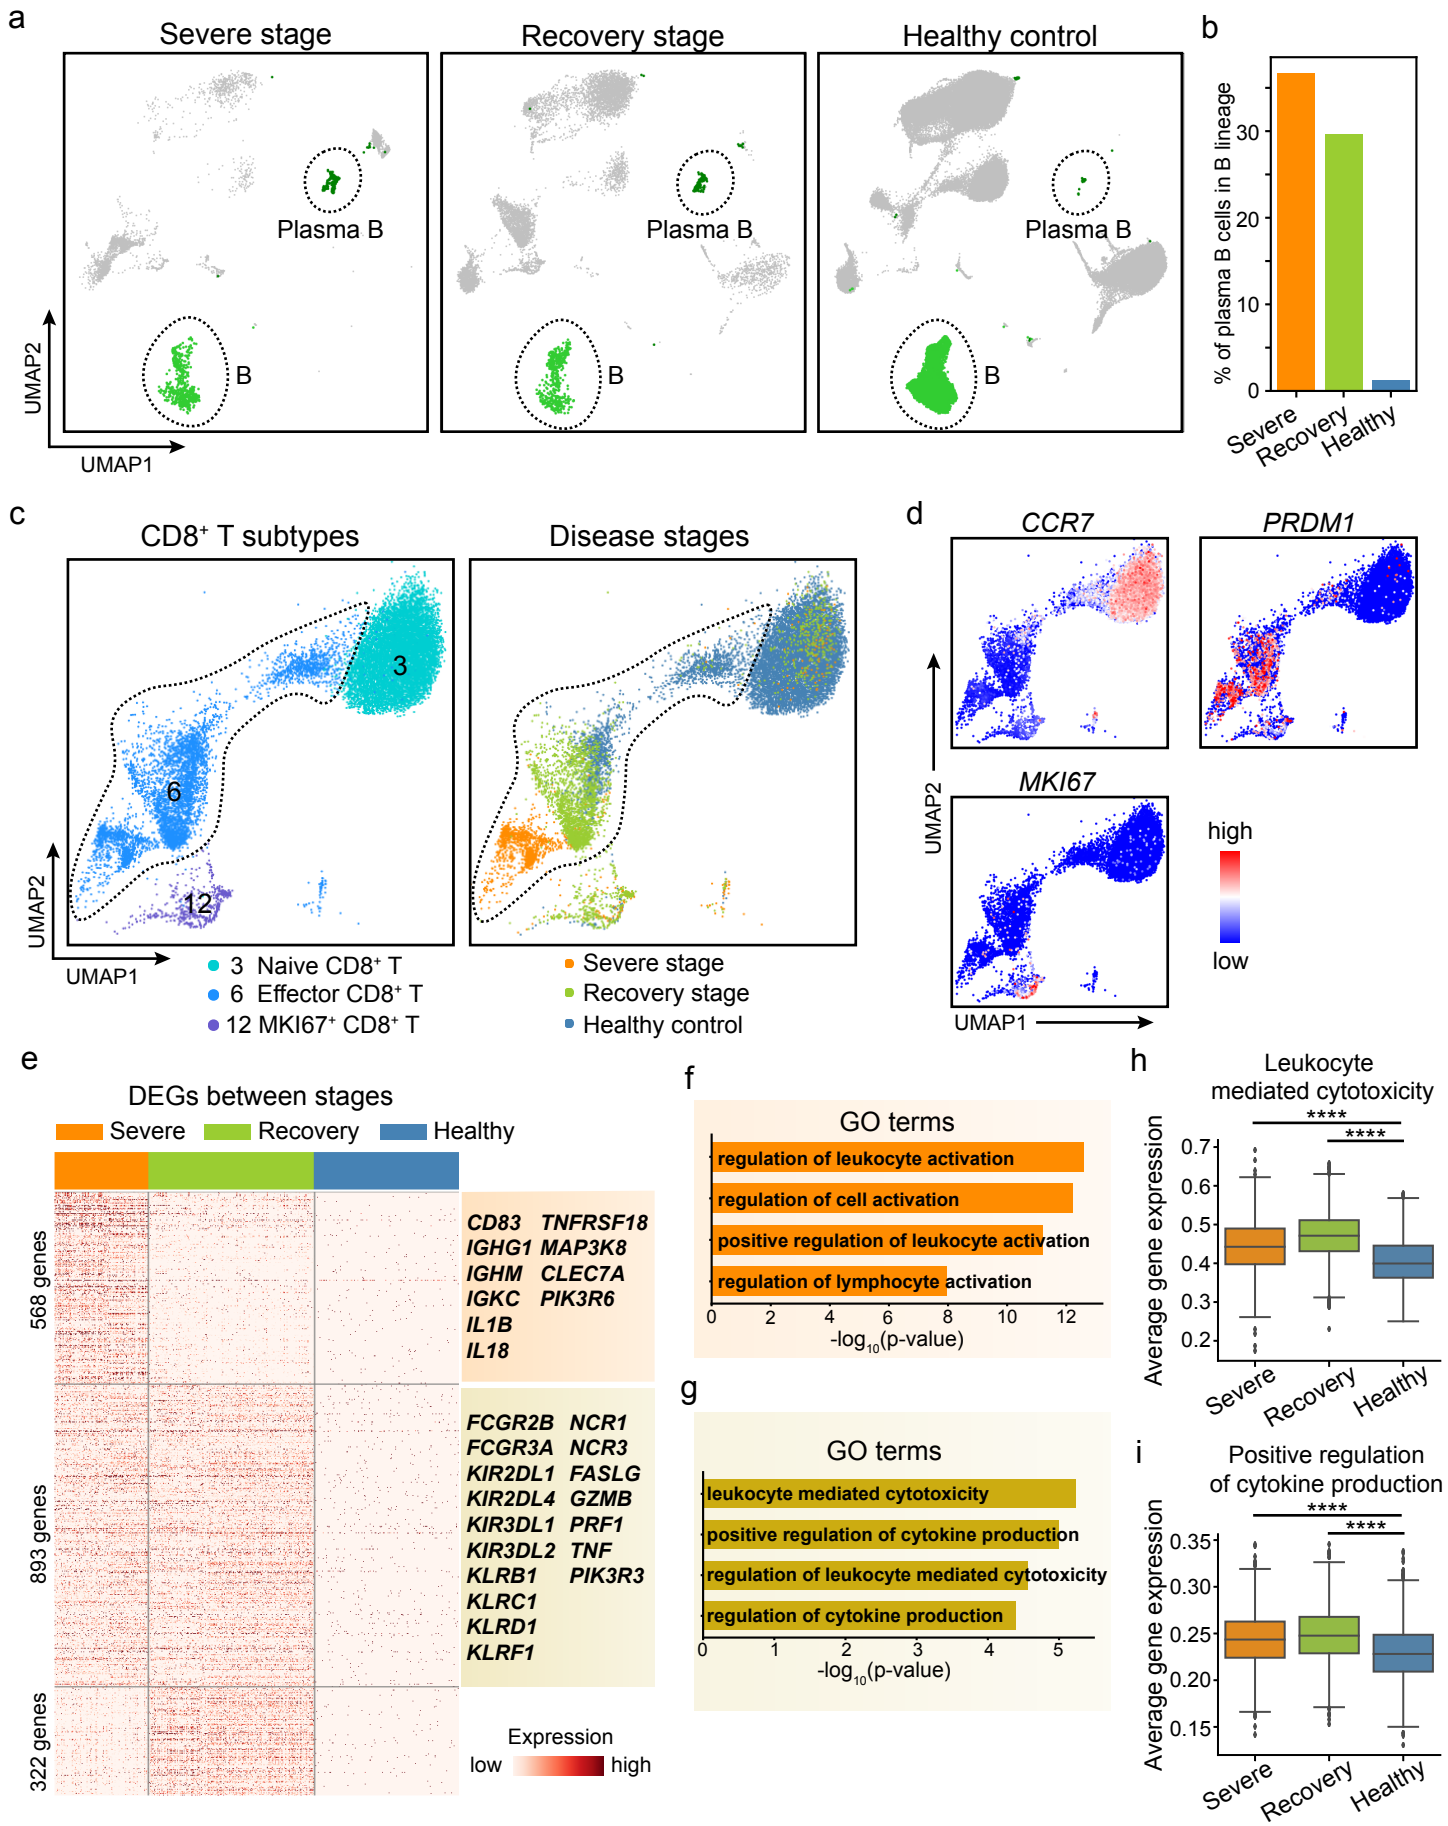 a
Severe stage
Recovery stage
Healthy control
Plasma B
B
Plasma B
B
Plasma B
B
UMAP2
UMAP1
b
% of plasma B cells in B lineage
30
20
10
0
Severe
Recovery
Healthy
c
CD8⁺ T subtypes
Disease stages
3
6
12
UMAP2
UMAP1
3 Naive CD8⁺ T
6 Effector CD8⁺ T
12 MKI67⁺ CD8⁺ T
Severe stage
Recovery stage
Healthy control
d
CCR7
PRDM1
MKI67
UMAP2
UMAP1
high
low
e
DEGs between stages
Severe
Recovery
Healthy
568 genes
893 genes
322 genes
CD83 TNFRSF18
IGHG1 MAP3K8
IGHM CLEC7A
IGKC PIK3R6
IL1B
IL18
FCGR2B NCR1
FCGR3A NCR3
KIR2DL1 FASLG
KIR2DL4 GZMB
KIR3DL1 PRF1
KIR3DL2 TNF
KLRB1 PIK3R3
KLRC1
KLRD1
KLRF1
Expression
low
high
f
GO terms
regulation of leukocyte activation
regulation of cell activation
positive regulation of leukocyte activation
regulation of lymphocyte activation
0 2 4 6 8 10 12
-log₁₀(p-value)
g
GO terms
leukocyte mediated cytotoxicity
positive regulation of cytokine production
regulation of leukocyte mediated cytotoxicity
regulation of cytokine production
0 1 2 3 4 5
-log₁₀(p-value)
h
Leukocyte
mediated cytotoxicity
****
****
Average gene expression
0.7
0.6
0.5
0.4
0.3
0.2
Severe
Recovery
Healthy
i
Positive regulation
of cytokine production
****
****
Average gene expression
0.35
0.30
0.25
0.20
0.15
Severe
Recovery
Healthy